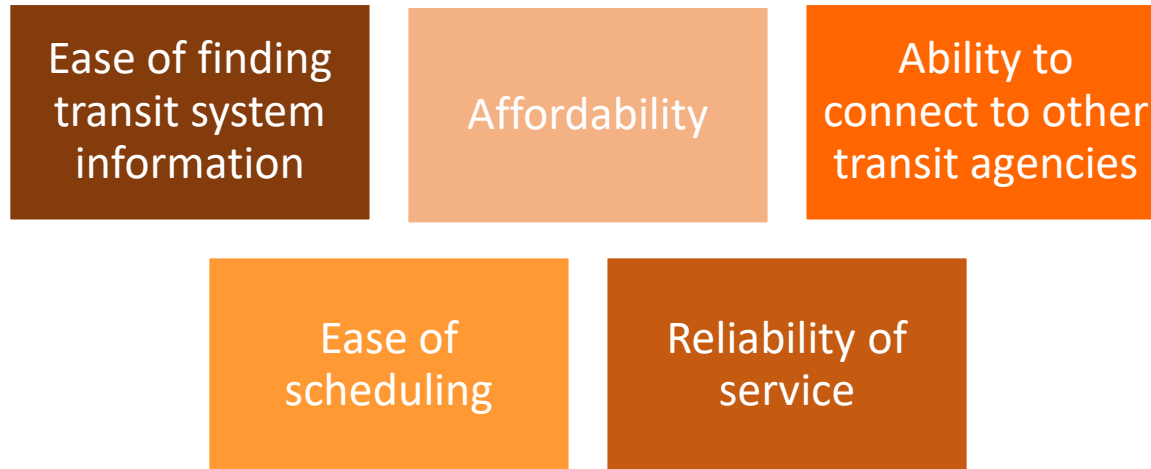 Ease of finding
transit system
information
Affordability
Ability to
connect to other
transit agencies
Ease of
scheduling
Reliability of
service